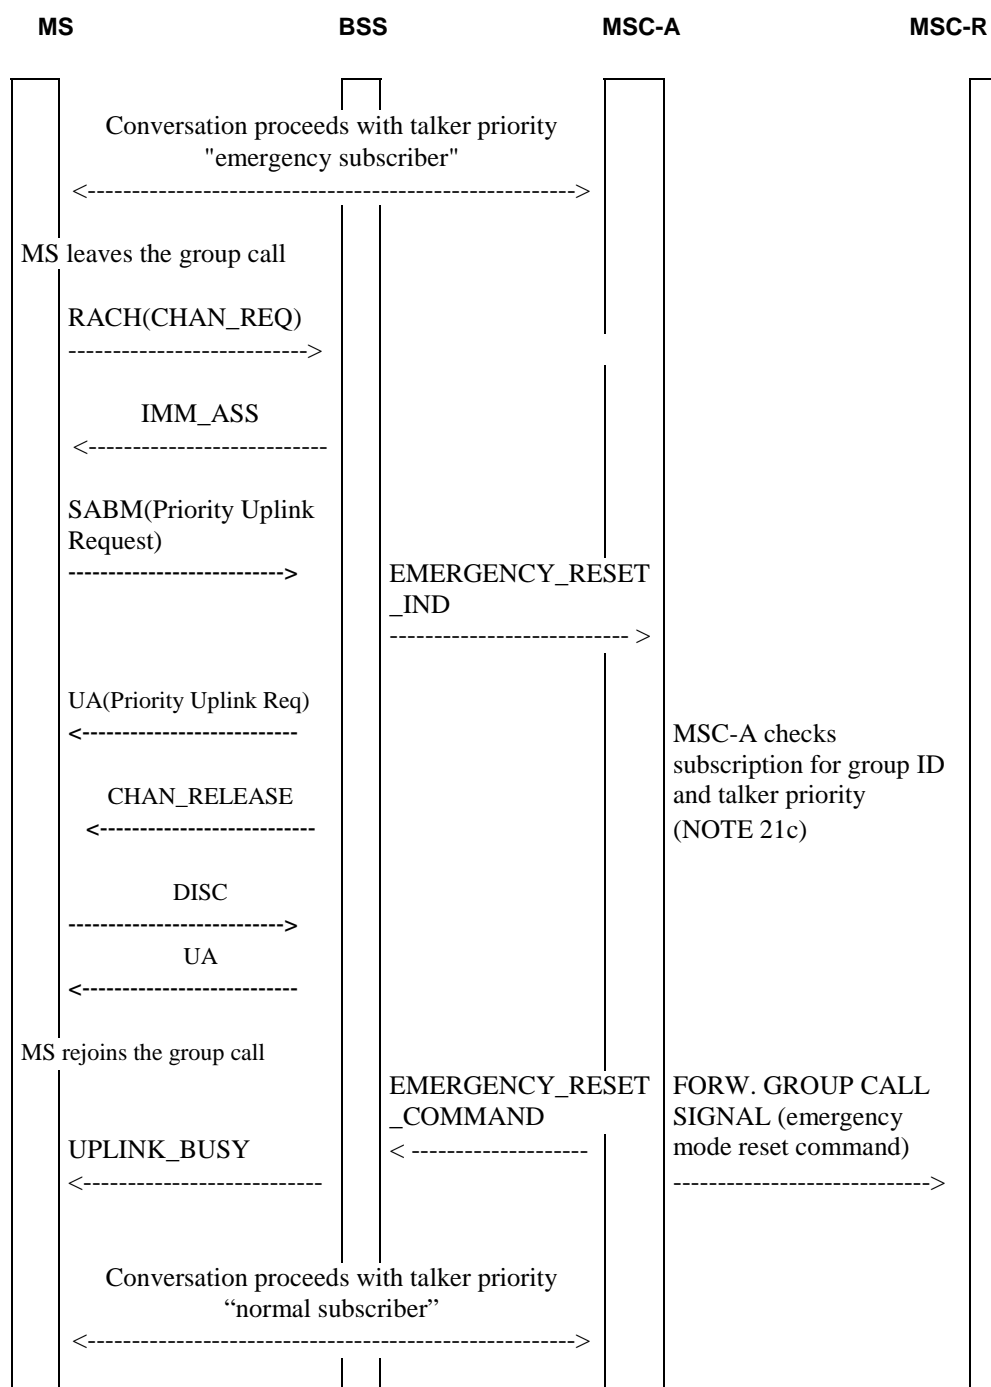 MS BSS MSC-A MSC-R
Conversation proceeds with talker priority
"emergency subscriber"
<------------------------------------------------------->
MS leaves the group call
RACH(CHAN_REQ)
--------------------------->
IMM_ASS
<---------------------------
SABM(Priority Uplink
Request)
--------------------------->
EMERGENCY_RESET
_IND
--------------------------- >
UA(Priority Uplink Req)
<---------------------------
MSC-A checks
subscription for group ID
and talker priority
(NOTE 21c)
CHAN_RELEASE
<---------------------------
DISC
--------------------------->
UA
<---------------------------
MS rejoins the group call
EMERGENCY_RESET
_COMMAND
< --------------------
FORW. GROUP CALL
SIGNAL (emergency
mode reset command)
----------------------------->
UPLINK_BUSY
<---------------------------
Conversation proceeds with talker priority
“normal subscriber”
<------------------------------------------------------->